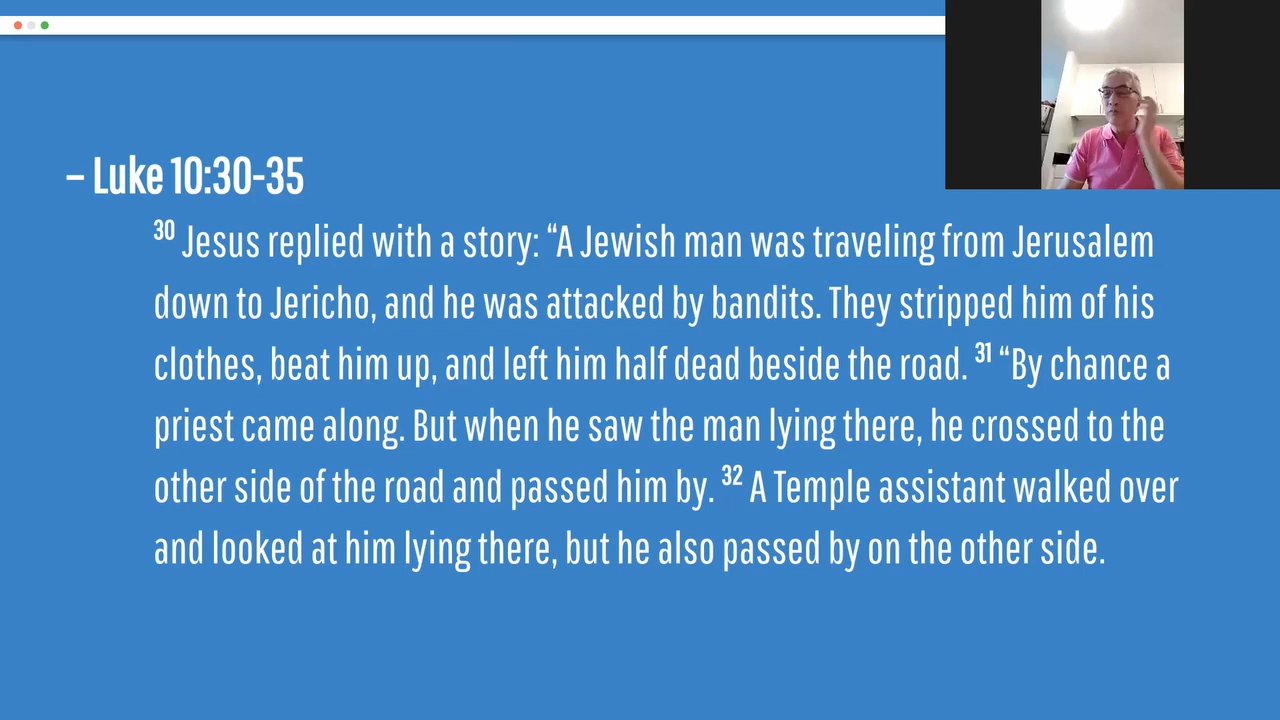 – Luke 10:30-35
30 Jesus replied with a story: “A Jewish man was traveling from Jerusalem
down to Jericho, and he was attacked by bandits. They stripped him of his
clothes, beat him up, and left him half dead beside the road. 31 “By chance a
priest came along. But when he saw the man lying there, he crossed to the
other side of the road and passed him by. 32 A Temple assistant walked over
and looked at him lying there, but he also passed by on the other side.